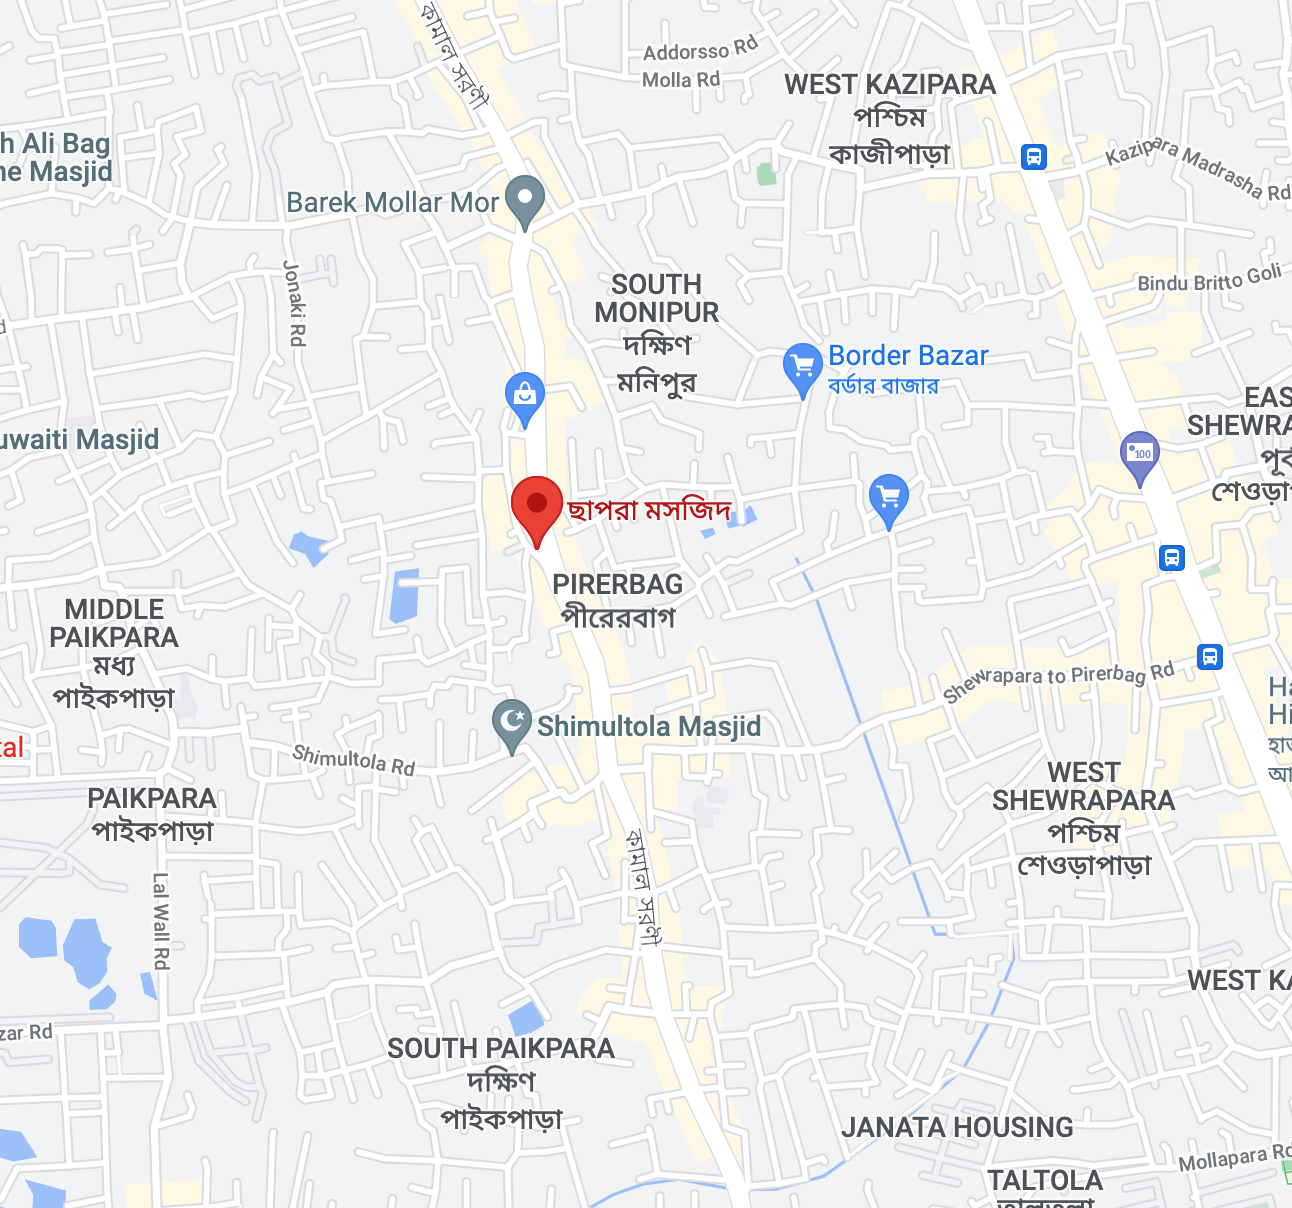 কামাল সরণী
Addorsso Rd
Molla Rd
WEST KAZIPARA
পশ্চিম
কাজীপাড়া
h Ali Bag
ne Masjid
Kazipara Madrasha Rd
Barek Mollar Mor
Jonaki Rd
SOUTH
MONIPUR
দক্ষিণ
মনিপুর
Bindu Britto Goli
Border Bazar
বর্ডার বাজার
EAS
SHEWRA
পূর্ব
শেওড়াপ
100
uwaiti Masjid
ছাপরা মসজিদ
PIRERBAG
পীরেরবাগ
MIDDLE
PAIKPARA
মধ্য
পাইকপাড়া
Shewrapara to Pirerbag Rd
Ha
Hi
হাত
আ
Shimultola Masjid
tal
Shimultola Rd
WEST
SHEWRAPARA
পশ্চিম
শেওড়াপাড়া
PAIKPARA
পাইকপাড়া
কামাল সরণী
Lal Wall Rd
WEST KA
zar Rd
SOUTH PAIKPARA
দক্ষিণ
পাইকপাড়া
JANATA HOUSING
Mollapara Rd
TALTOLA
তালতলা